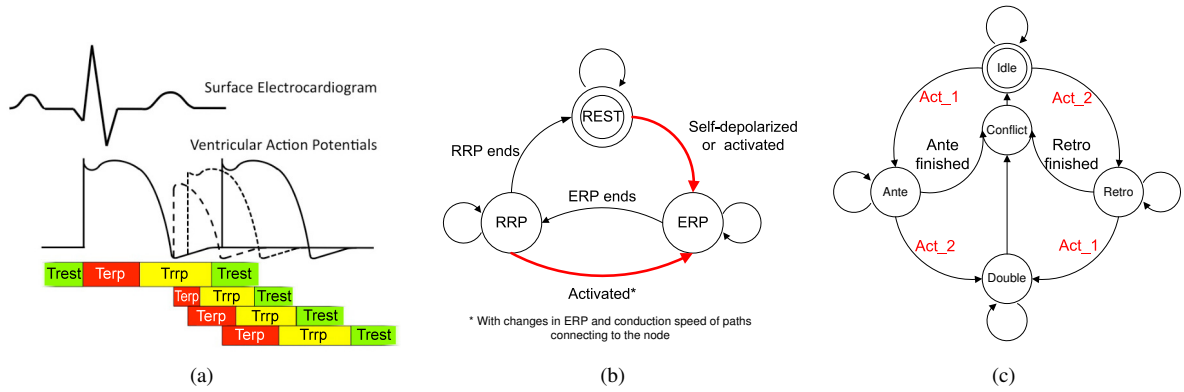 Surface Electrocardiogram
Ventricular Action Potentials
Trest Terp Trrp Trest
Terp Trrp Trest
Terp Trrp Trest
Terp Trrp Trest
(a)
REST
Self-depolarized
or activated
RRP ends
ERP ends
RRP
ERP
Activated*
* With changes in ERP and conduction speed of paths
connecting to the node
(b)
Idle
Act_1
Act_2
Conflict
Ante
finished
Retro
finished
Ante
Retro
Act_2
Act_1
Double
(c)